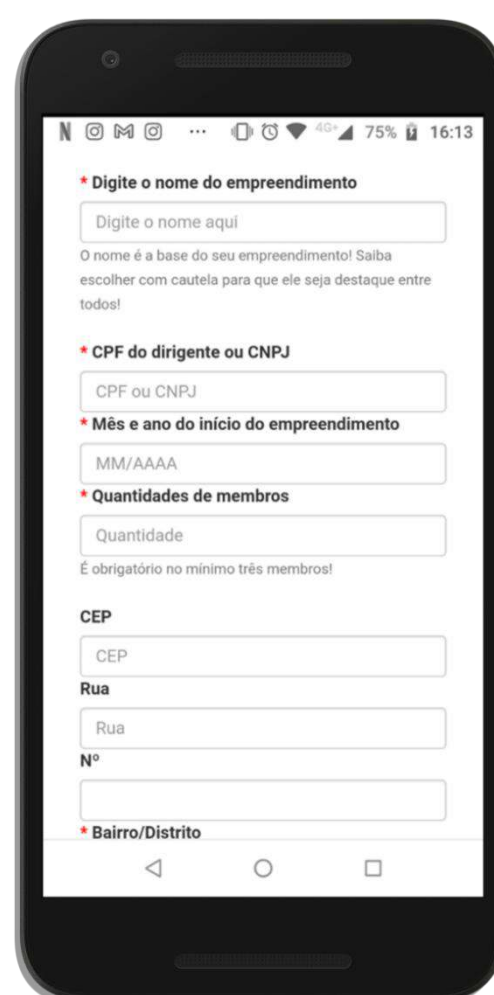 N ... 4G+ 75% 16:13
* Digite o nome do empreendimento
Digite o nome aqui
O nome é a base do seu empreendimento! Saiba
escolher com cautela para que ele seja destaque entre
todos!
* CPF do dirigente ou CNPJ
CPF ou CNPJ
* Mês e ano do início do empreendimento
MM/AAAA
* Quantidades de membros
Quantidade
É obrigatório no mínimo três membros!
CEP
CEP
Rua
Rua
Nº
* Bairro/Distrito